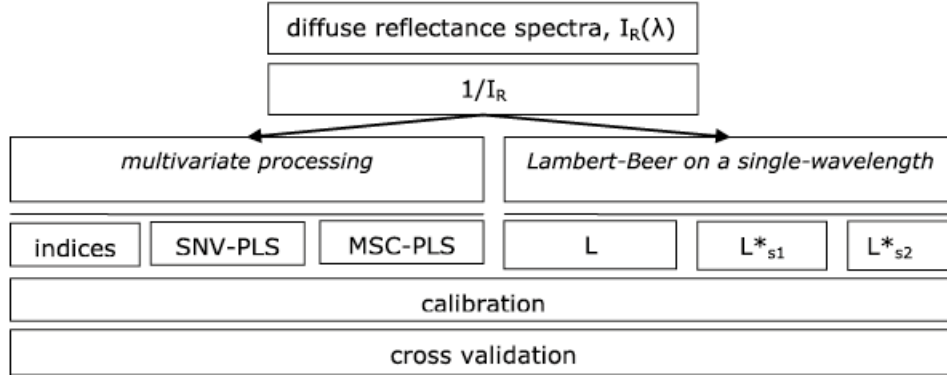 diffuse reflectance spectra, I_R(λ)
1/I_R
multivariate processing
Lambert-Beer on a single-wavelength
indices
SNV-PLS
MSC-PLS
L
L*_s1
L*_s2
calibration
cross validation